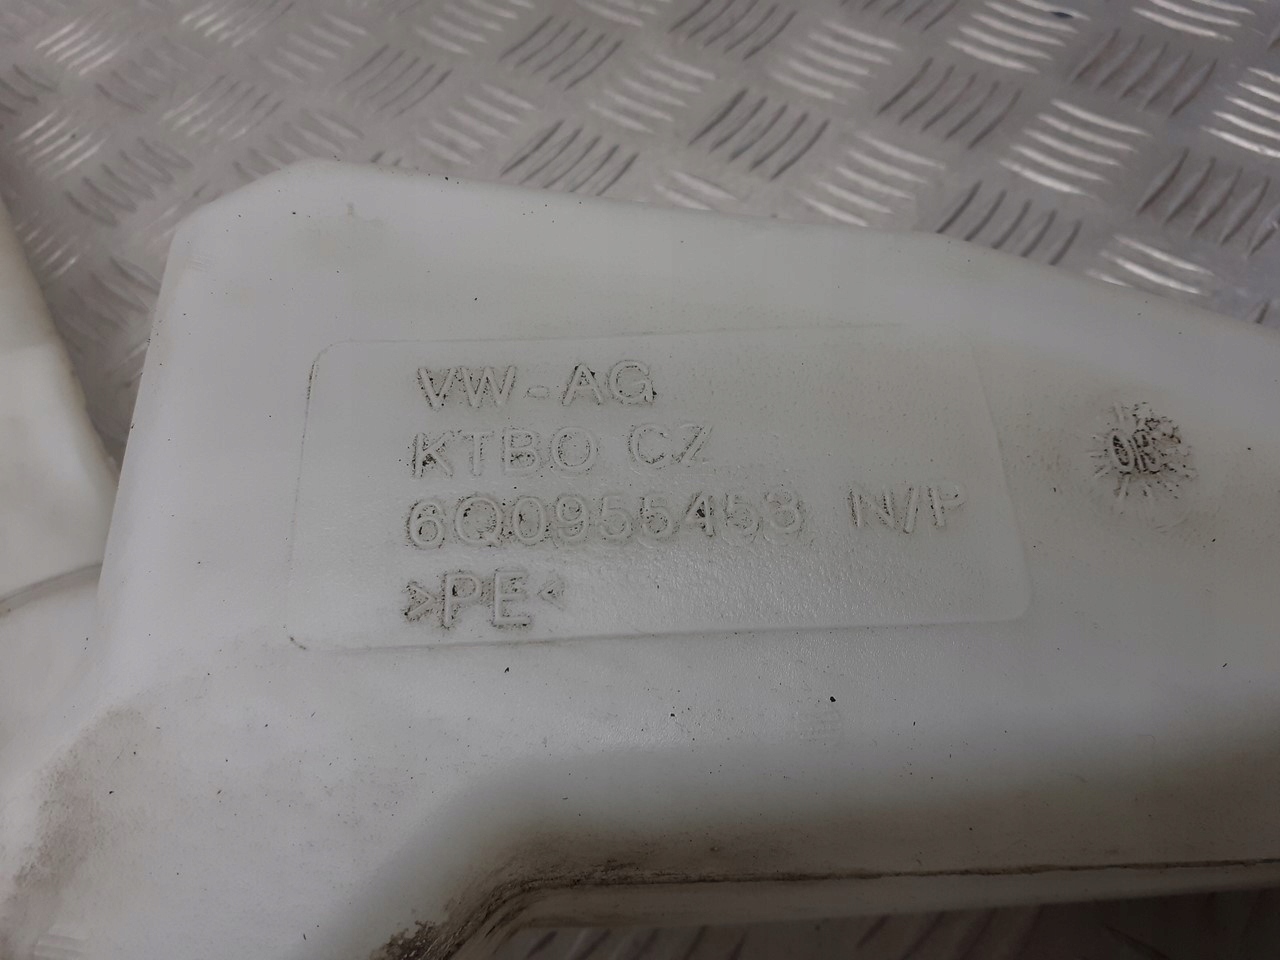 VW-AG
KTBO CZ
6Q0955453 N/P
>PE<